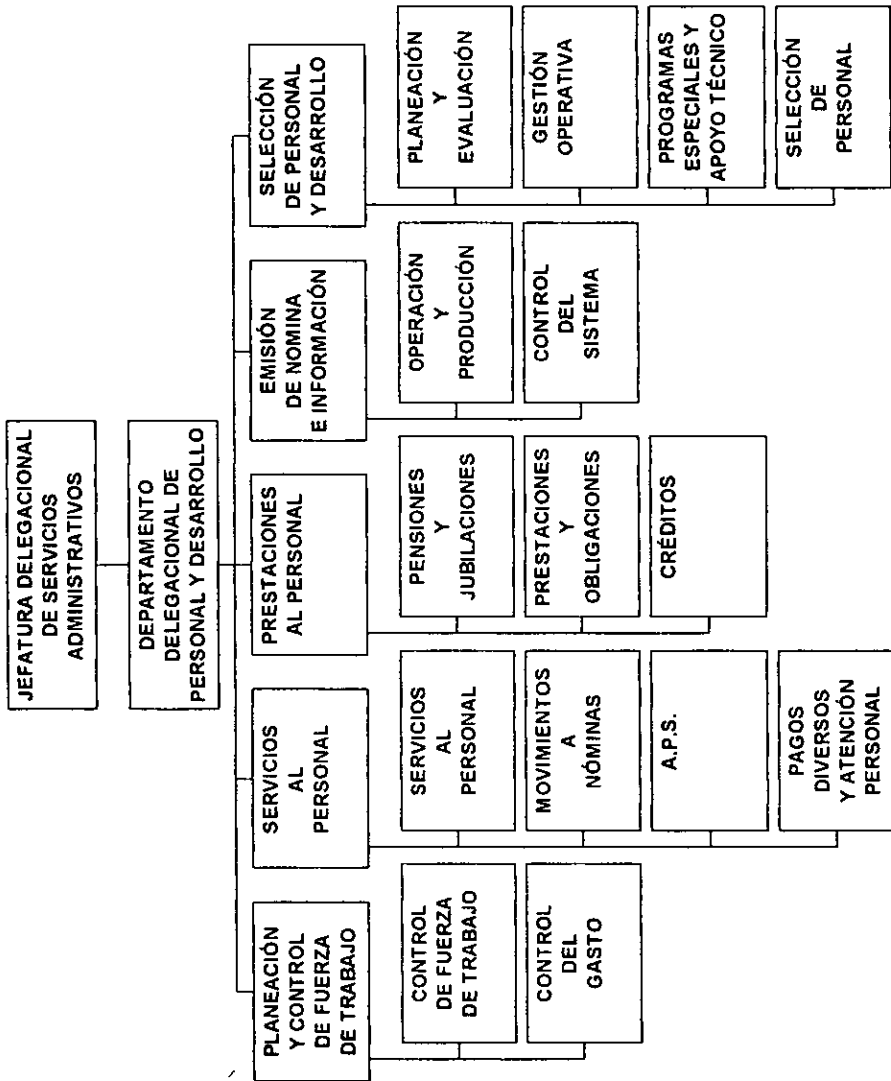 JEFATURA DELEGACIONAL
DE SERVICIOS
ADMINISTRATIVOS
DEPARTAMENTO
DELEGACIONAL DE
PERSONAL Y DESARROLLO
PLANEACIÓN
Y CONTROL
DE FUERZA
DE TRABAJO
CONTROL
DE FUERZA
DE TRABAJO
CONTROL
DEL
GASTO
SERVICIOS
AL
PERSONAL
SERVICIOS
AL
PERSONAL
MOVIMIENTOS
A
NÓMINAS
A.P.S.
PAGOS
DIVERSOS
Y ATENCIÓN
PERSONAL
PRESTACIONES
AL PERSONAL
PENSIONES
Y
JUBILACIONES
PRESTACIONES
Y
OBLIGACIONES
CRÉDITOS
EMISIÓN
DE NOMINA
E INFORMACIÓN
OPERACIÓN
Y
PRODUCCIÓN
CONTROL
DEL
SISTEMA
SELECCIÓN
DE PERSONAL
Y DESARROLLO
PLANEACIÓN
Y
EVALUACIÓN
GESTIÓN
OPERATIVA
PROGRAMAS
ESPECIALES Y
APOYO TÉCNICO
SELECCIÓN
DE
PERSONAL